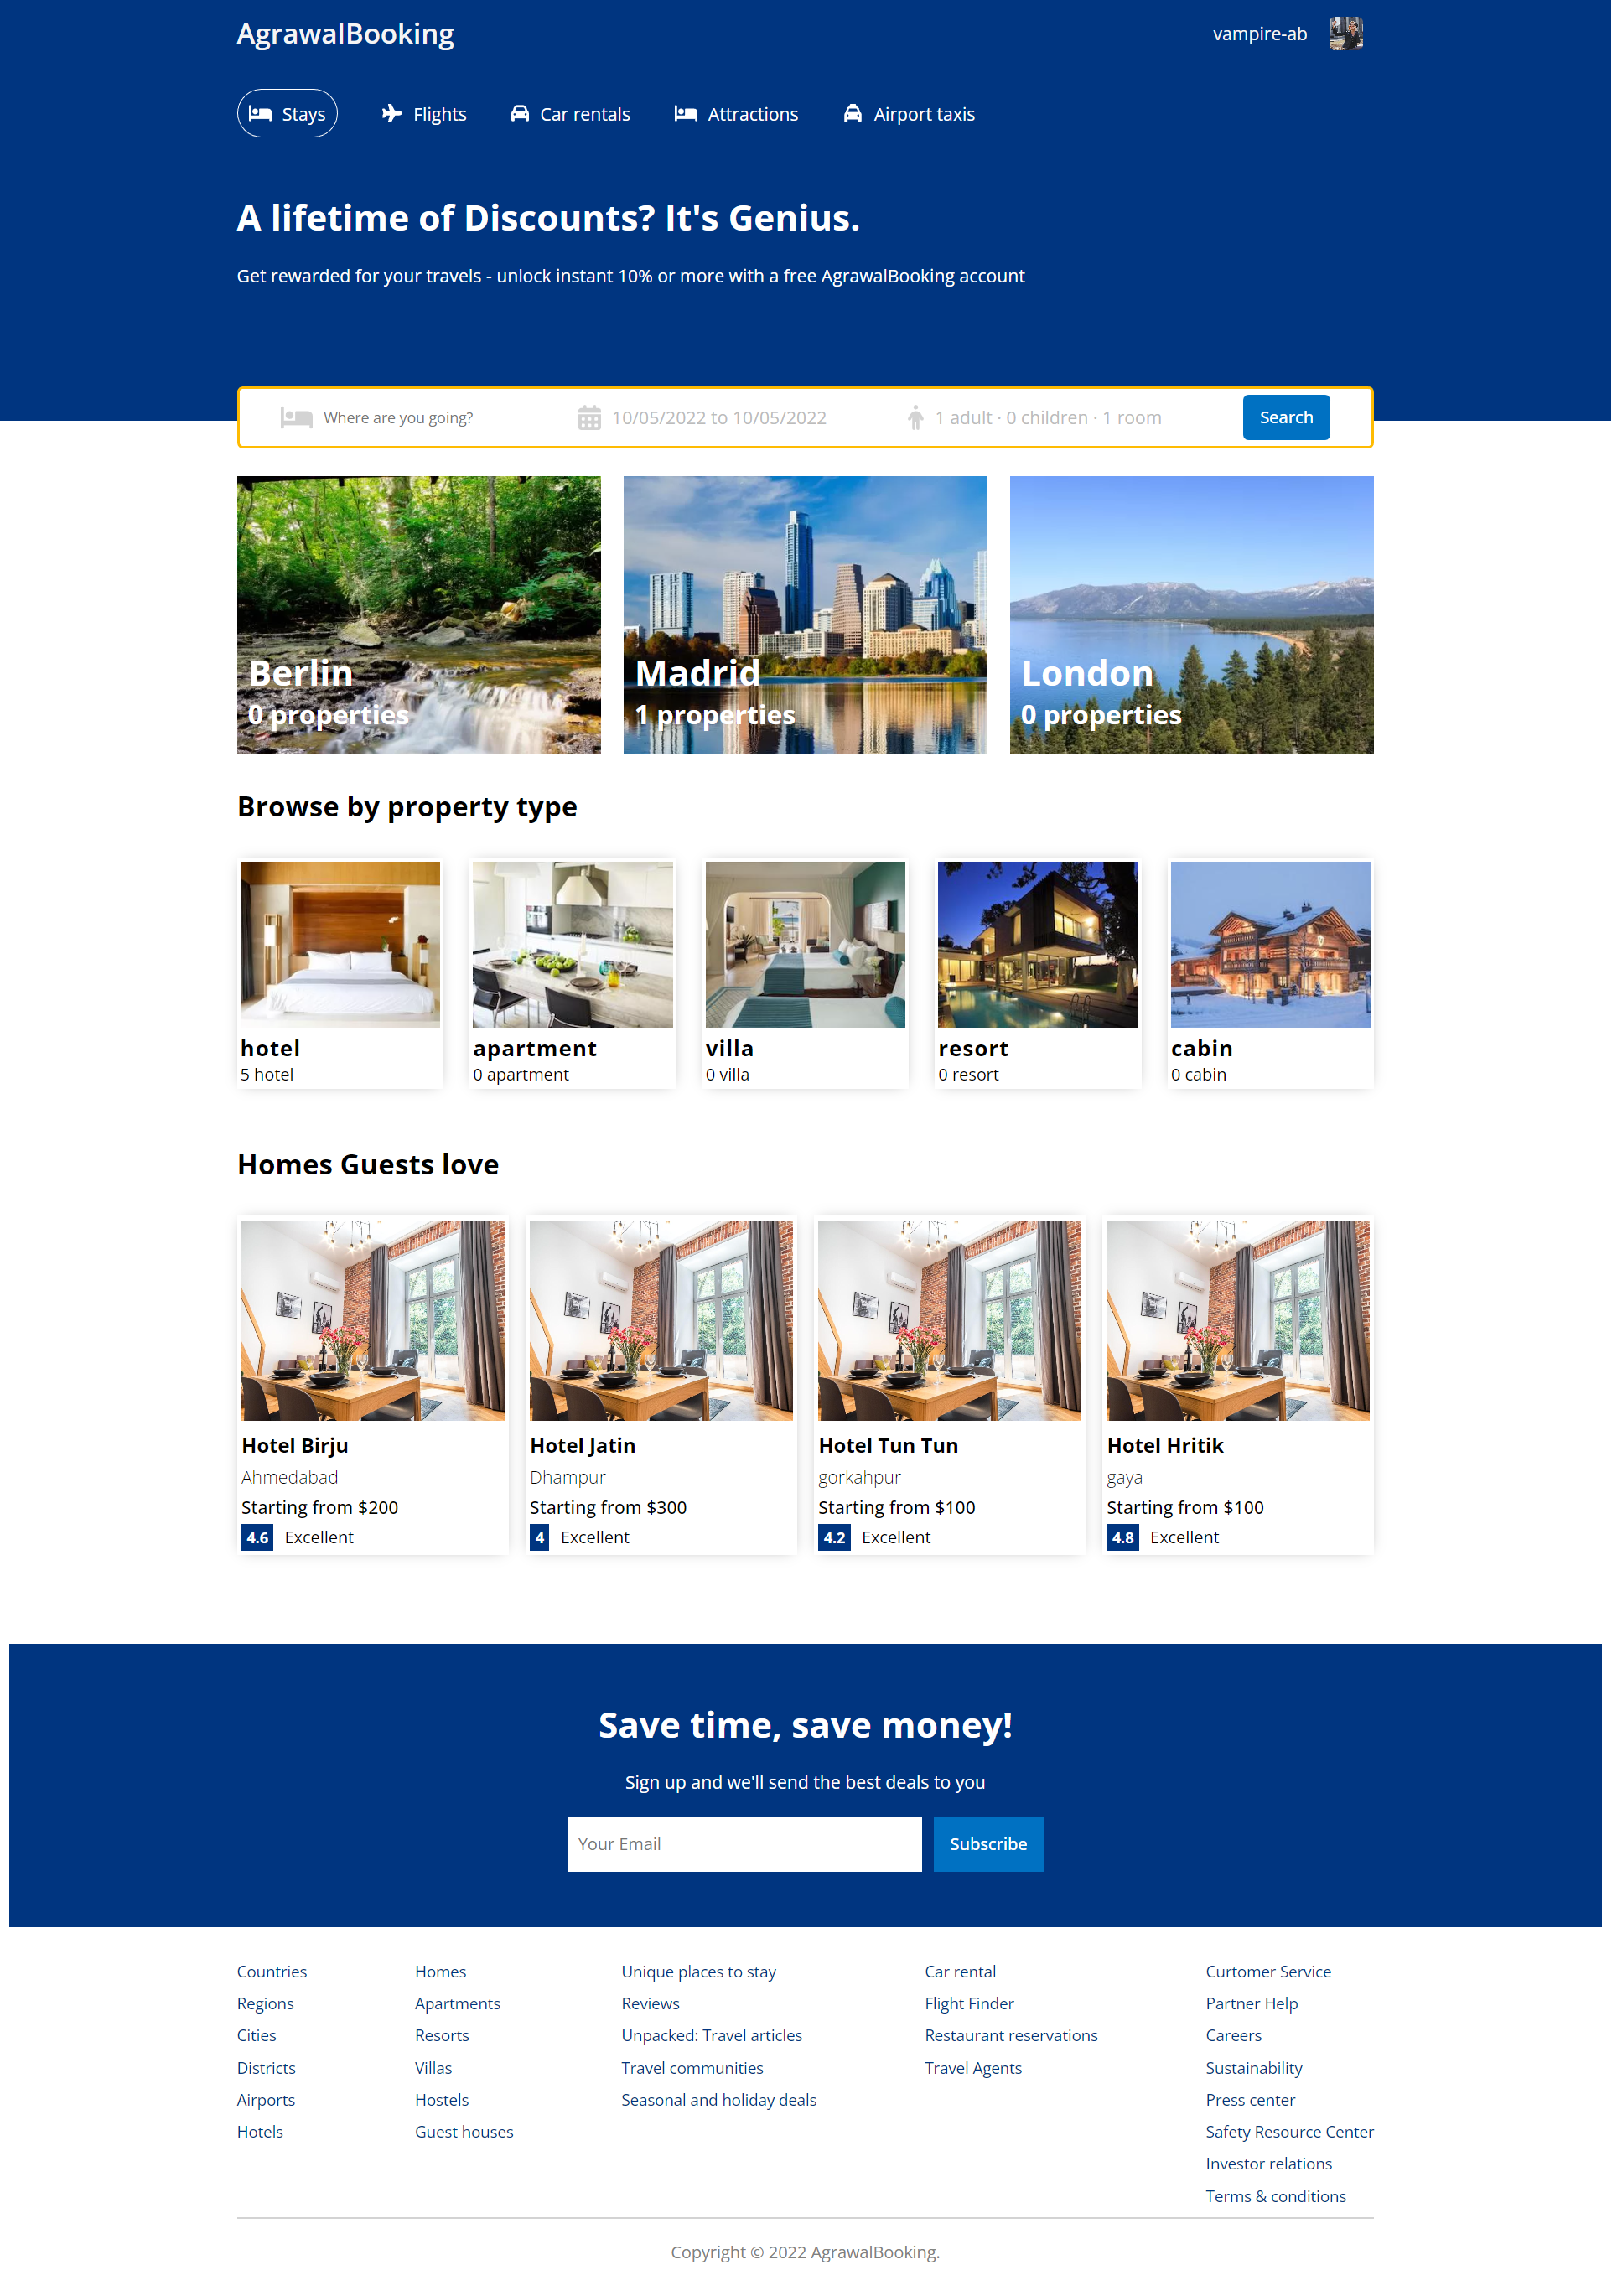 AgrawalBooking
vampire-ab
Stays
Flights
Car rentals
Attractions
Airport taxis
A lifetime of Discounts? It's Genius.
Get rewarded for your travels - unlock instant 10% or more with a free AgrawalBooking account
Where are you going?
10/05/2022 to 10/05/2022
1 adult · 0 children · 1 room
Search
Berlin
0 properties
Madrid
1 properties
London
0 properties
Browse by property type
hotel
5 hotel
apartment
0 apartment
villa
0 villa
resort
0 resort
cabin
0 cabin
Homes Guests love
Hotel Birju
Ahmedabad
Starting from $200
4.6 Excellent
Hotel Jatin
Dhampur
Starting from $300
4 Excellent
Hotel Tun Tun
gorkahpur
Starting from $100
4.2 Excellent
Hotel Hritik
gaya
Starting from $100
4.8 Excellent
Save time, save money!
Sign up and we'll send the best deals to you
Your Email
Subscribe
Countries
Regions
Cities
Districts
Airports
Hotels
Homes
Apartments
Resorts
Villas
Hostels
Guest houses
Unique places to stay
Reviews
Unpacked: Travel articles
Travel communities
Seasonal and holiday deals
Car rental
Flight Finder
Restaurant reservations
Travel Agents
Curtomer Service
Partner Help
Careers
Sustainability
Press center
Safety Resource Center
Investor relations
Terms & conditions
Copyright © 2022 AgrawalBooking.